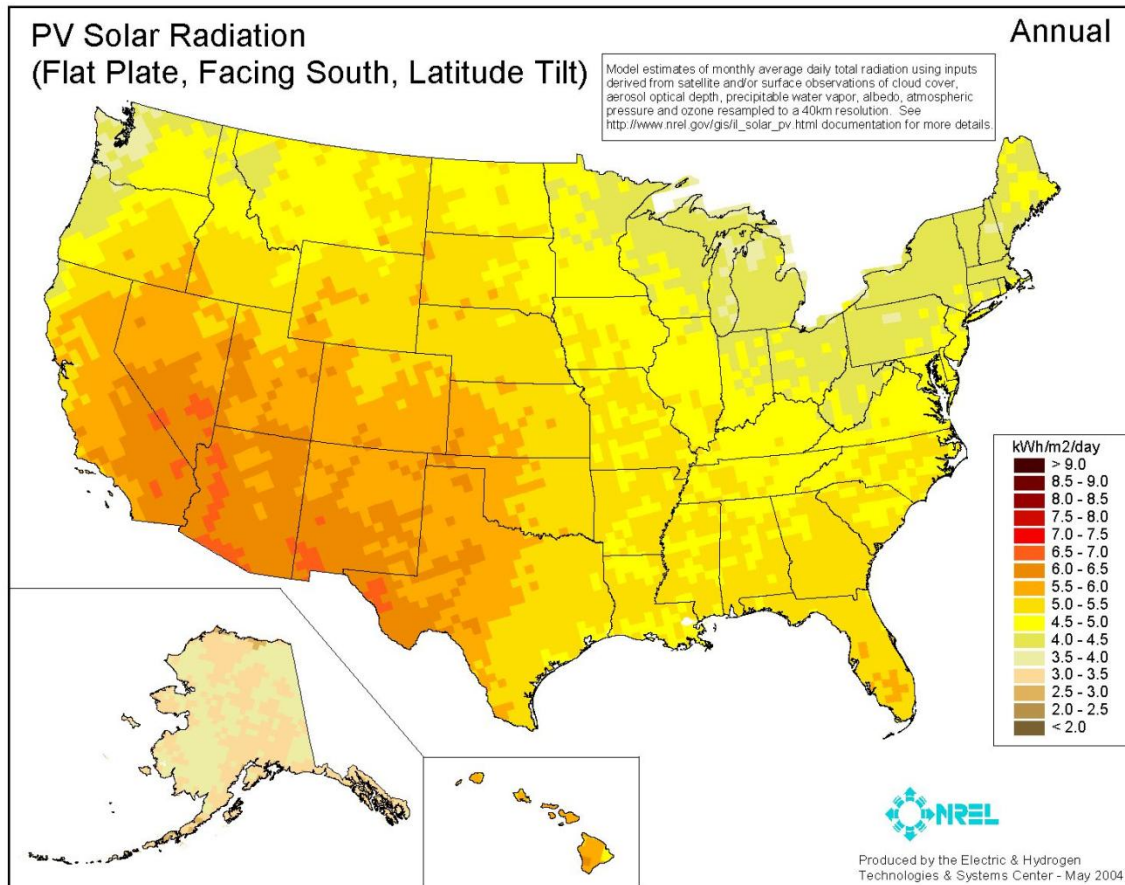 PV Solar Radiation
(Flat Plate, Facing South, Latitude Tilt)
Annual
Model estimates of monthly average daily total radiation using inputs
derived from satellite and/or surface observations of cloud cover,
aerosol optical depth, precipitable water vapor, albedo, atmospheric
pressure and ozone resampled to a 40km resolution. See
http://www.nrel.gov/gis/il_solar_pv.html documentation for more details.
kWh/m2/day
> 9.0
8.5 - 9.0
8.0 - 8.5
7.5 - 8.0
7.0 - 7.5
6.5 - 7.0
6.0 - 6.5
5.5 - 6.0
5.0 - 5.5
4.5 - 5.0
4.0 - 4.5
3.5 - 4.0
3.0 - 3.5
2.5 - 3.0
2.0 - 2.5
< 2.0
NREL
Produced by the Electric & Hydrogen
Technologies & Systems Center - May 2004